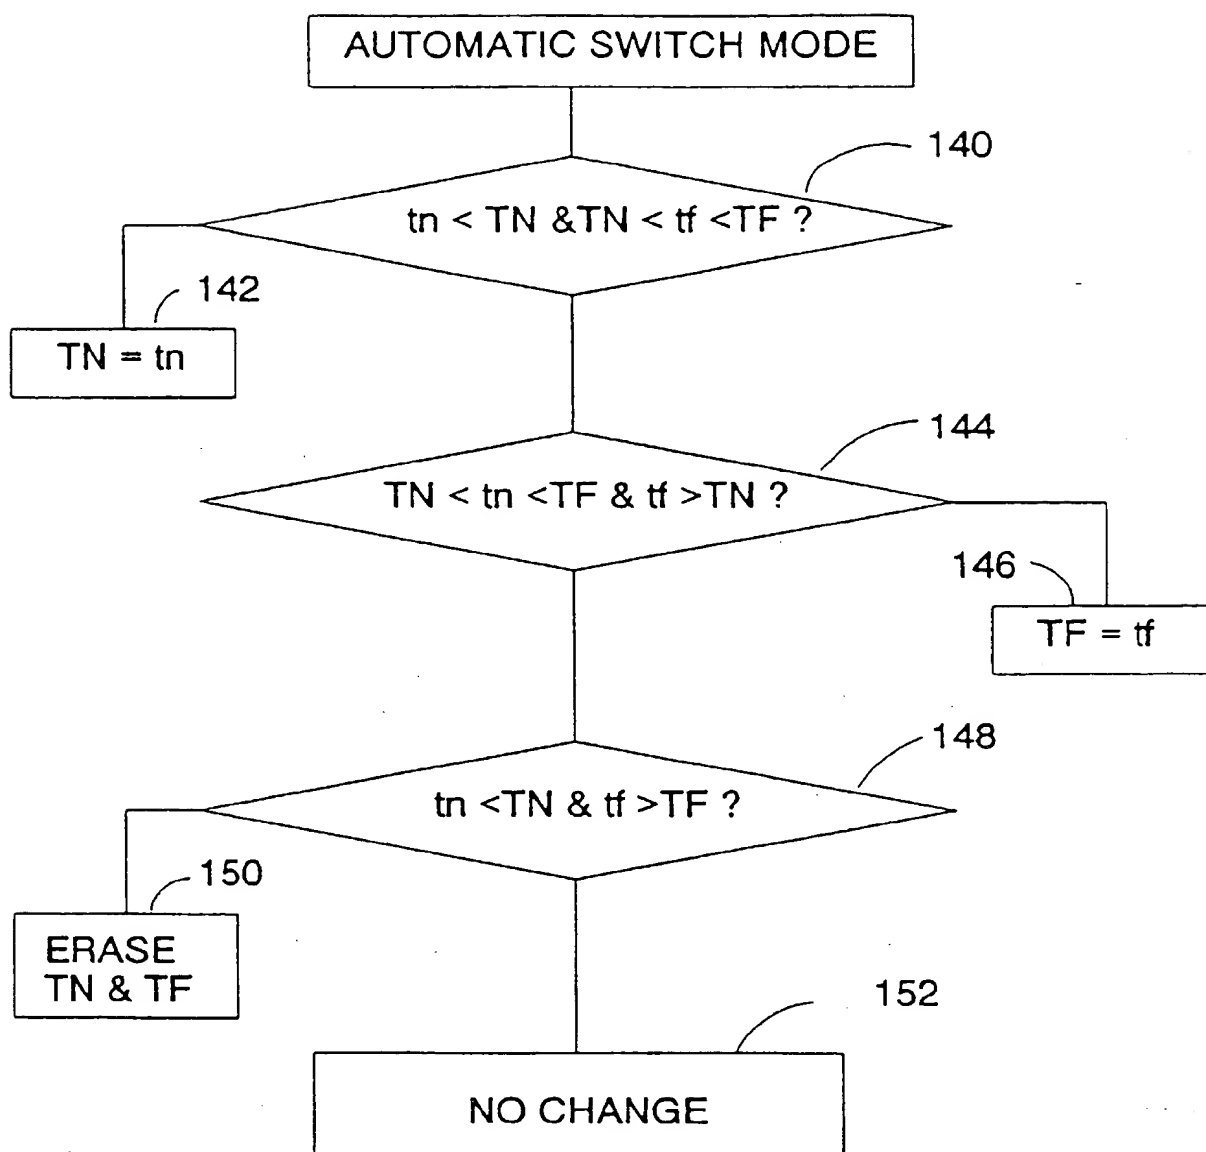 AUTOMATIC SWITCH MODE
140
tn < TN &TN < tf <TF ?
142
TN = tn
144
TN < tn <TF & tf >TN ?
146
TF = tf
148
tn <TN & tf >TF ?
150
ERASE
TN & TF
152
NO CHANGE